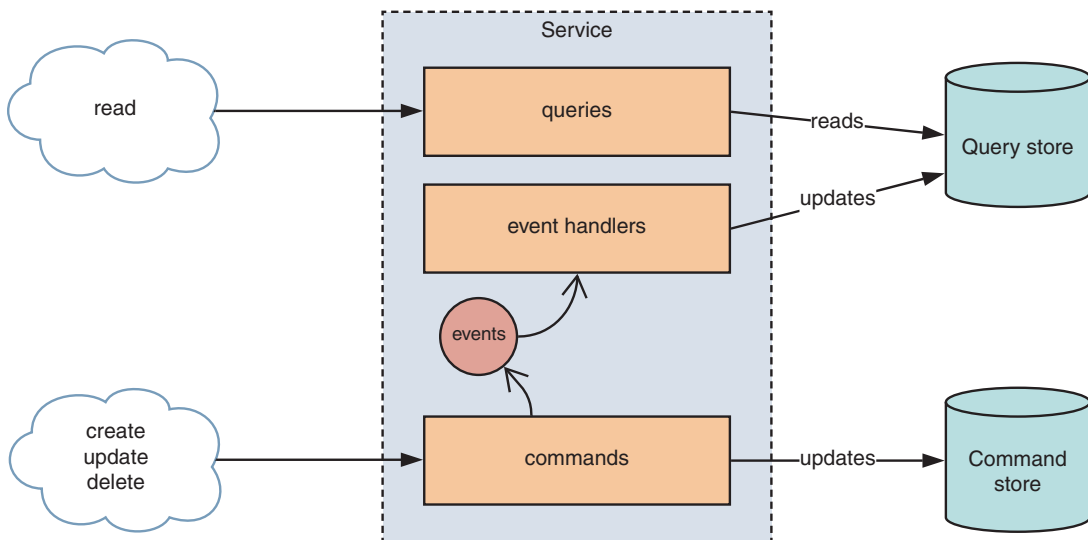 Service
read
queries
reads
Query store
event handlers
updates
events
create
update
delete
commands
updates
Command
store